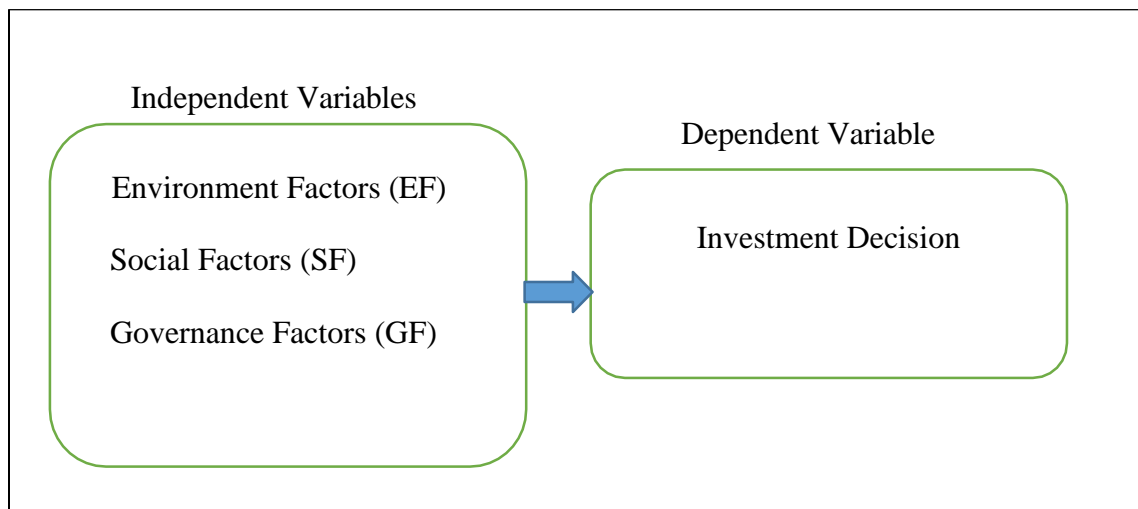 Independent Variables
Environment Factors (EF)
Social Factors (SF)
Governance Factors (GF)
Dependent Variable
Investment Decision